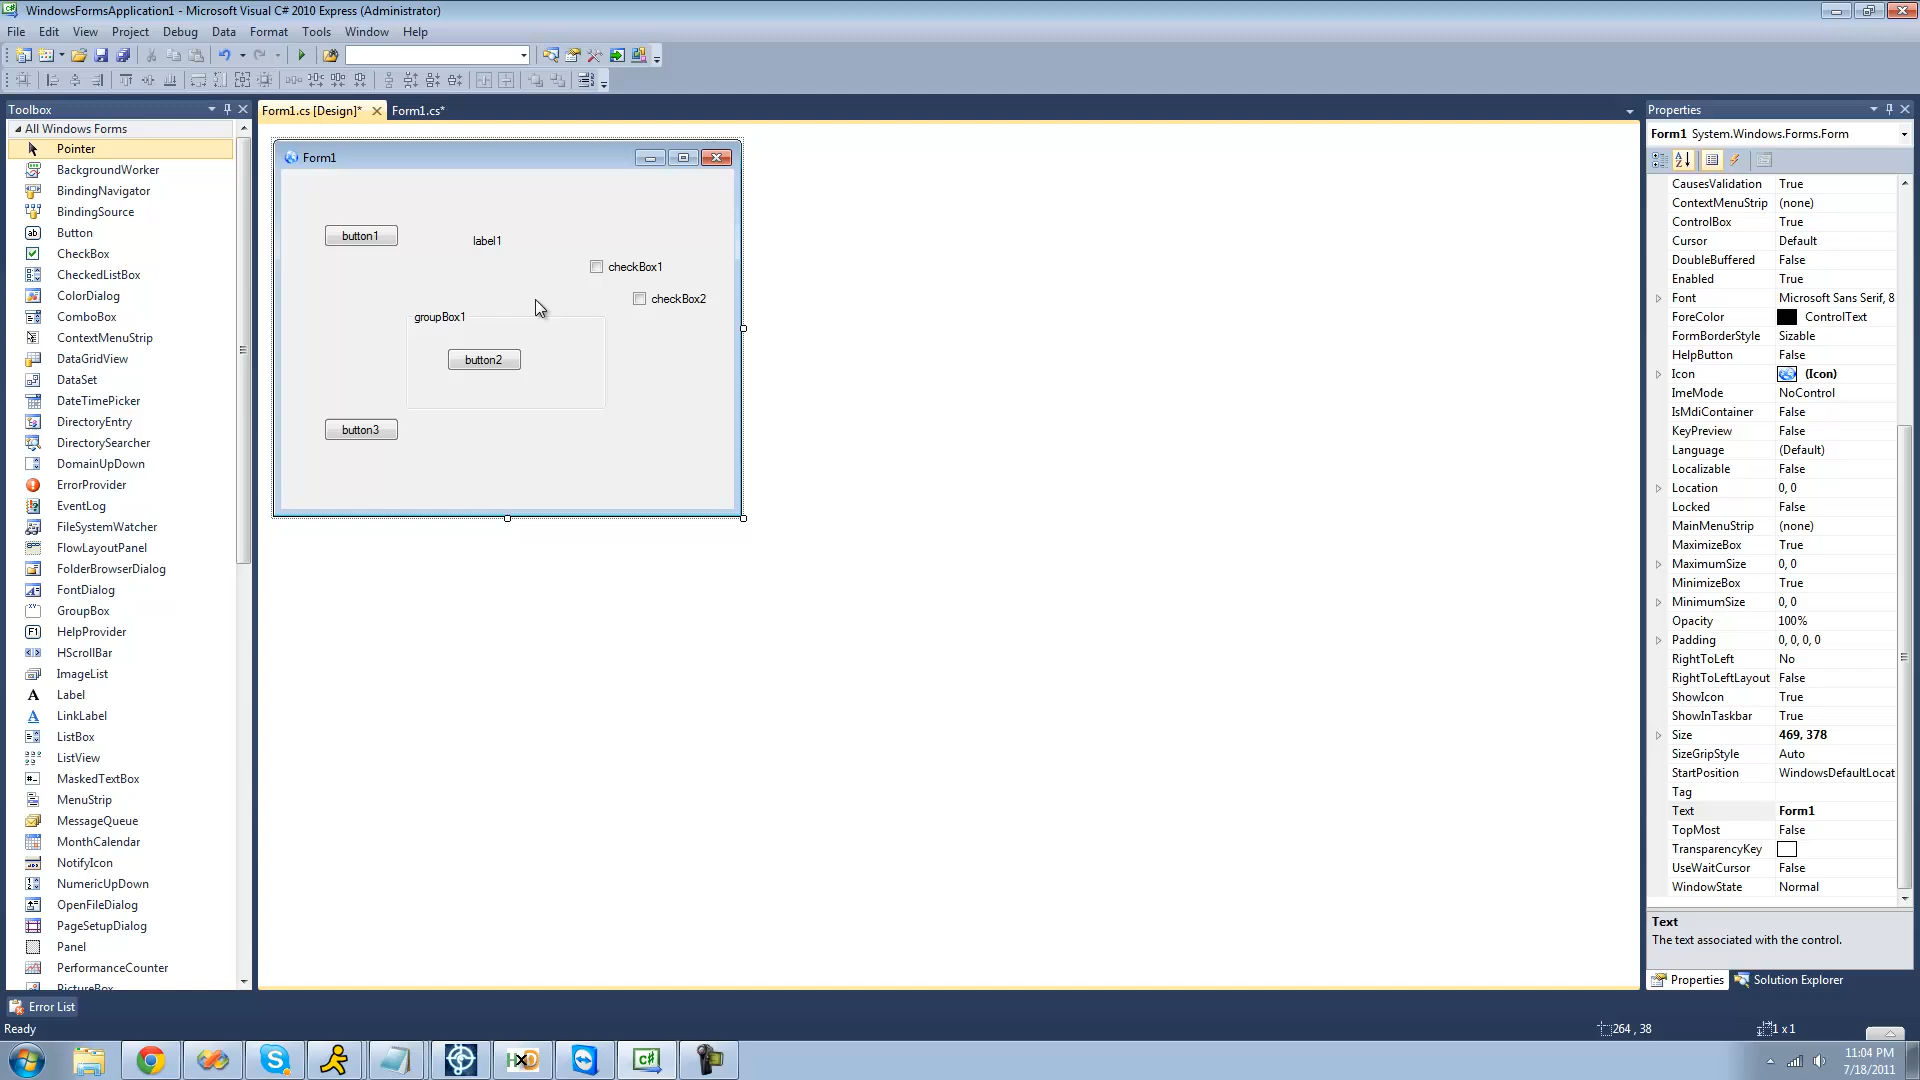 WindowsFormsApplication1 - Microsoft Visual C# 2010 Express (Administrator)
File Edit View Project Debug Data Format Tools Window Help
Toolbox
All Windows Forms
Pointer
BackgroundWorker
BindingNavigator
BindingSource
Button
CheckBox
CheckedListBox
ColorDialog
ComboBox
ContextMenuStrip
DataGridView
DataSet
DateTimePicker
DirectoryEntry
DirectorySearcher
DomainUpDown
ErrorProvider
EventLog
FileSystemWatcher
FlowLayoutPanel
FolderBrowserDialog
FontDialog
GroupBox
HelpProvider
HScrollBar
ImageList
Label
LinkLabel
ListBox
ListView
MaskedTextBox
MenuStrip
MessageQueue
MonthCalendar
NotifyIcon
NumericUpDown
OpenFileDialog
PageSetupDialog
Panel
PerformanceCounter
PictureBox
Form1.cs [Design]* Form1.cs*
Form1
button1
label1
checkBox1
checkBox2
groupBox1
button2
button3
Properties
Form1 System.Windows.Forms.Form
CausesValidation True
ContextMenuStrip (none)
ControlBox True
Cursor Default
DoubleBuffered False
Enabled True
Font Microsoft Sans Serif, 8
ForeColor ControlText
FormBorderStyle Sizable
HelpButton False
Icon (Icon)
ImeMode NoControl
IsMdiContainer False
KeyPreview False
Language (Default)
Localizable False
Location 0, 0
Locked False
MainMenuStrip (none)
MaximizeBox True
MaximumSize 0, 0
MinimizeBox True
MinimumSize 0, 0
Opacity 100%
Padding 0, 0, 0, 0
RightToLeft No
RightToLeftLayout False
ShowIcon True
ShowInTaskbar True
Size 469, 378
SizeGripStyle Auto
StartPosition WindowsDefaultLocat
Tag
Text Form1
TopMost False
TransparencyKey
UseWaitCursor False
WindowState Normal
Text
The text associated with the control.
Properties Solution Explorer
Error List
Ready
264 , 38
1 x 1
11:04 PM
7/18/2011